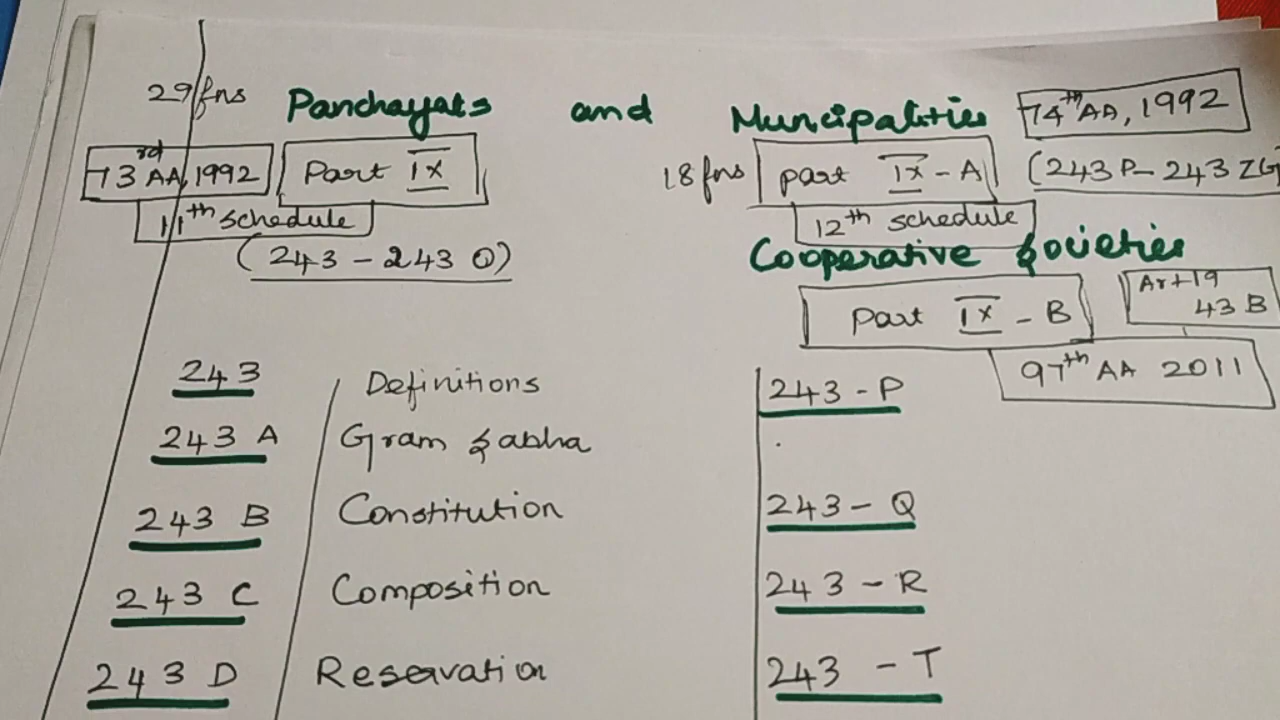 29 fns Panchayats and Muncipalities 74th AA, 1992
73rd AA, 1992 Part IX 18 fns part IX - A (243 P - 243 ZG)
11th schedule 12th schedule
(243 - 243 O) Cooperative Societies
Part IX - B Art 19
43 B
97th AA 2011
243 Definitions 243 - P
243 A Gram Sabha
243 B Constitution 243 - Q
243 C Composition 243 - R
243 D Reservation 243 - T